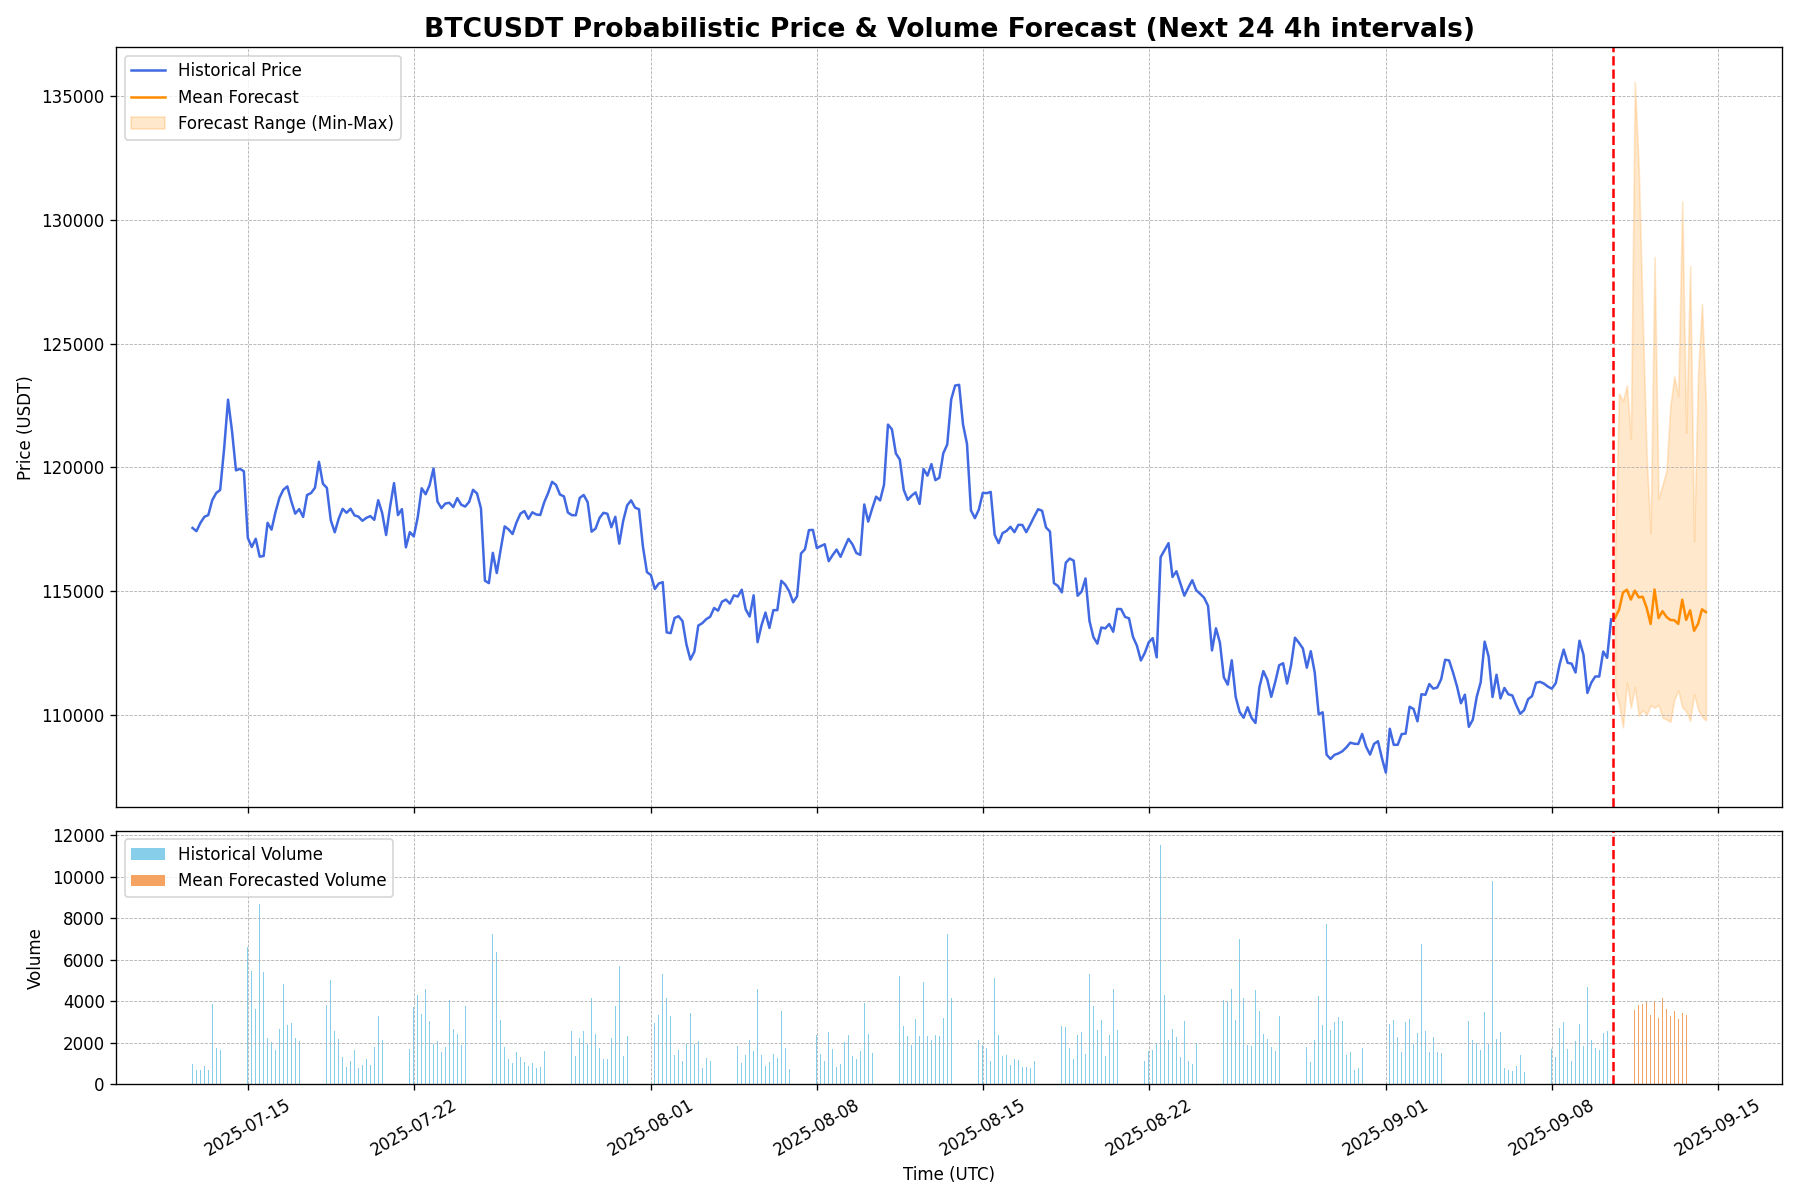 BTCUSDT Probabilistic Price & Volume Forecast (Next 24 4h intervals)
Historical Price
Mean Forecast
Forecast Range (Min-Max)
135000
130000
125000
120000
115000
110000
Price (USDT)
Historical Volume
Mean Forecasted Volume
12000
10000
8000
6000
4000
2000
0
Volume
2025-07-15
2025-07-22
2025-08-01
2025-08-08
2025-08-15
2025-08-22
2025-09-01
2025-09-08
2025-09-15
Time (UTC)